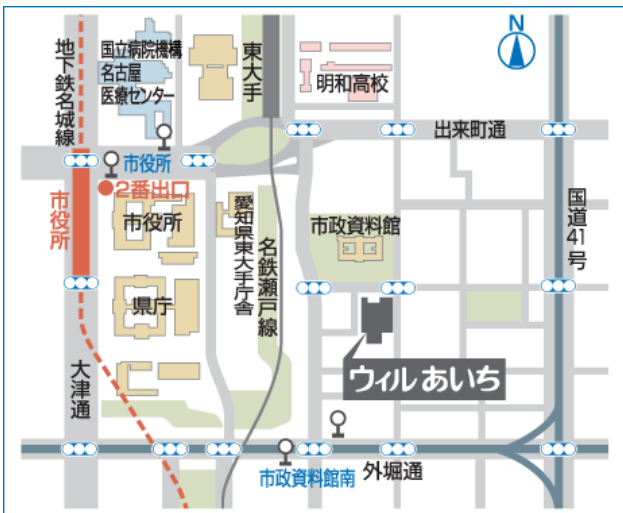 N
地下鉄名城線
国立病院機構
名古屋
医療センター
東大手
明和高校
出来町通
市役所
2番出口
市役所
市役所
愛知県東大手庁舎
名鉄瀬戸線
市政資料館
国道41号
県庁
大津通
ウィルあいち
市政資料館南
外堀通